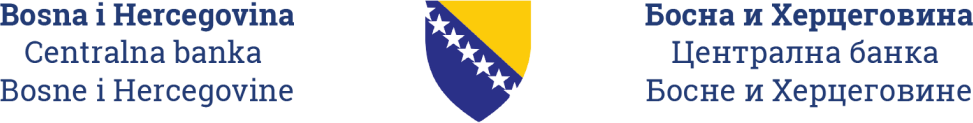 Bosna i Hercegovina
Centralna banka
Bosne i Hercegovine
Босна и Херцеговина
Централна банка
Босне и Херцеговине